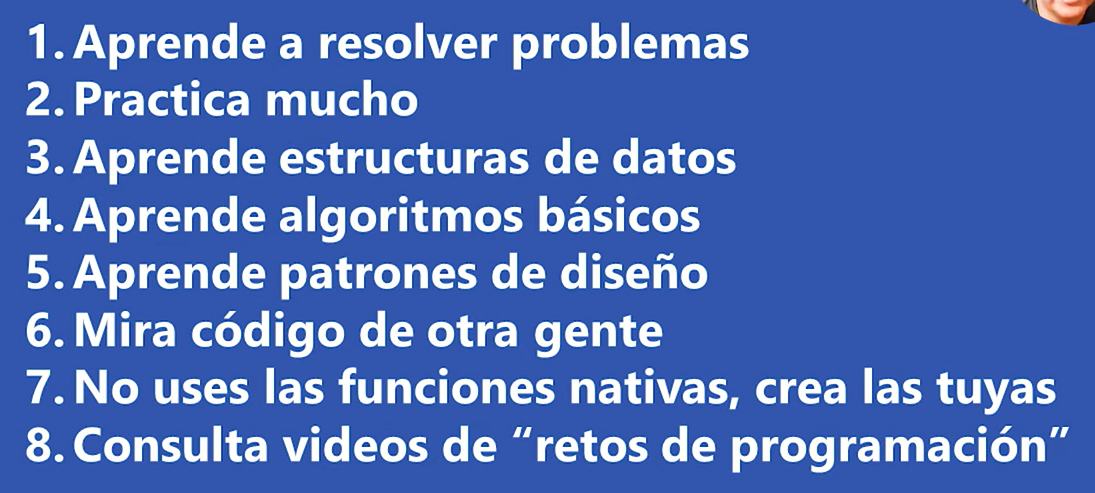 1. Aprende a resolver problemas
2. Practica mucho
3. Aprende estructuras de datos
4. Aprende algoritmos básicos
5. Aprende patrones de diseño
6. Mira código de otra gente
7. No uses las funciones nativas, crea las tuyas
8. Consulta videos de “retos de programación”